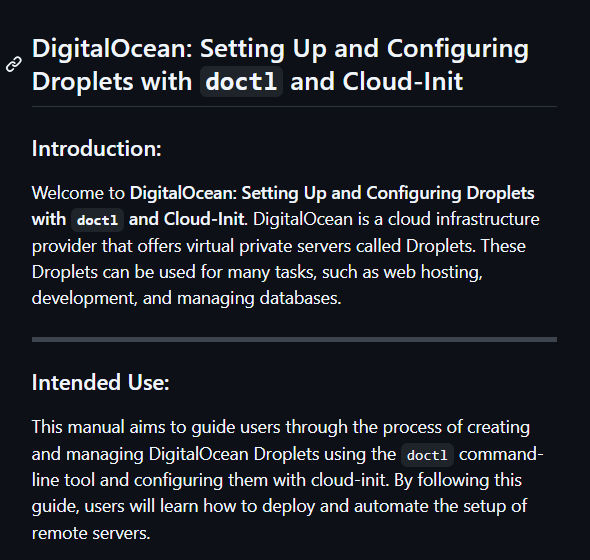 DigitalOcean: Setting Up and Configuring
Droplets with doctl and Cloud-Init
Introduction:
Welcome to DigitalOcean: Setting Up and Configuring Droplets
with doctl and Cloud-Init. DigitalOcean is a cloud infrastructure
provider that offers virtual private servers called Droplets. These
Droplets can be used for many tasks, such as web hosting,
development, and managing databases.
Intended Use:
This manual aims to guide users through the process of creating
and managing DigitalOcean Droplets using the doctl command-
line tool and configuring them with cloud-init. By following this
guide, users will learn how to deploy and automate the setup of
remote servers.